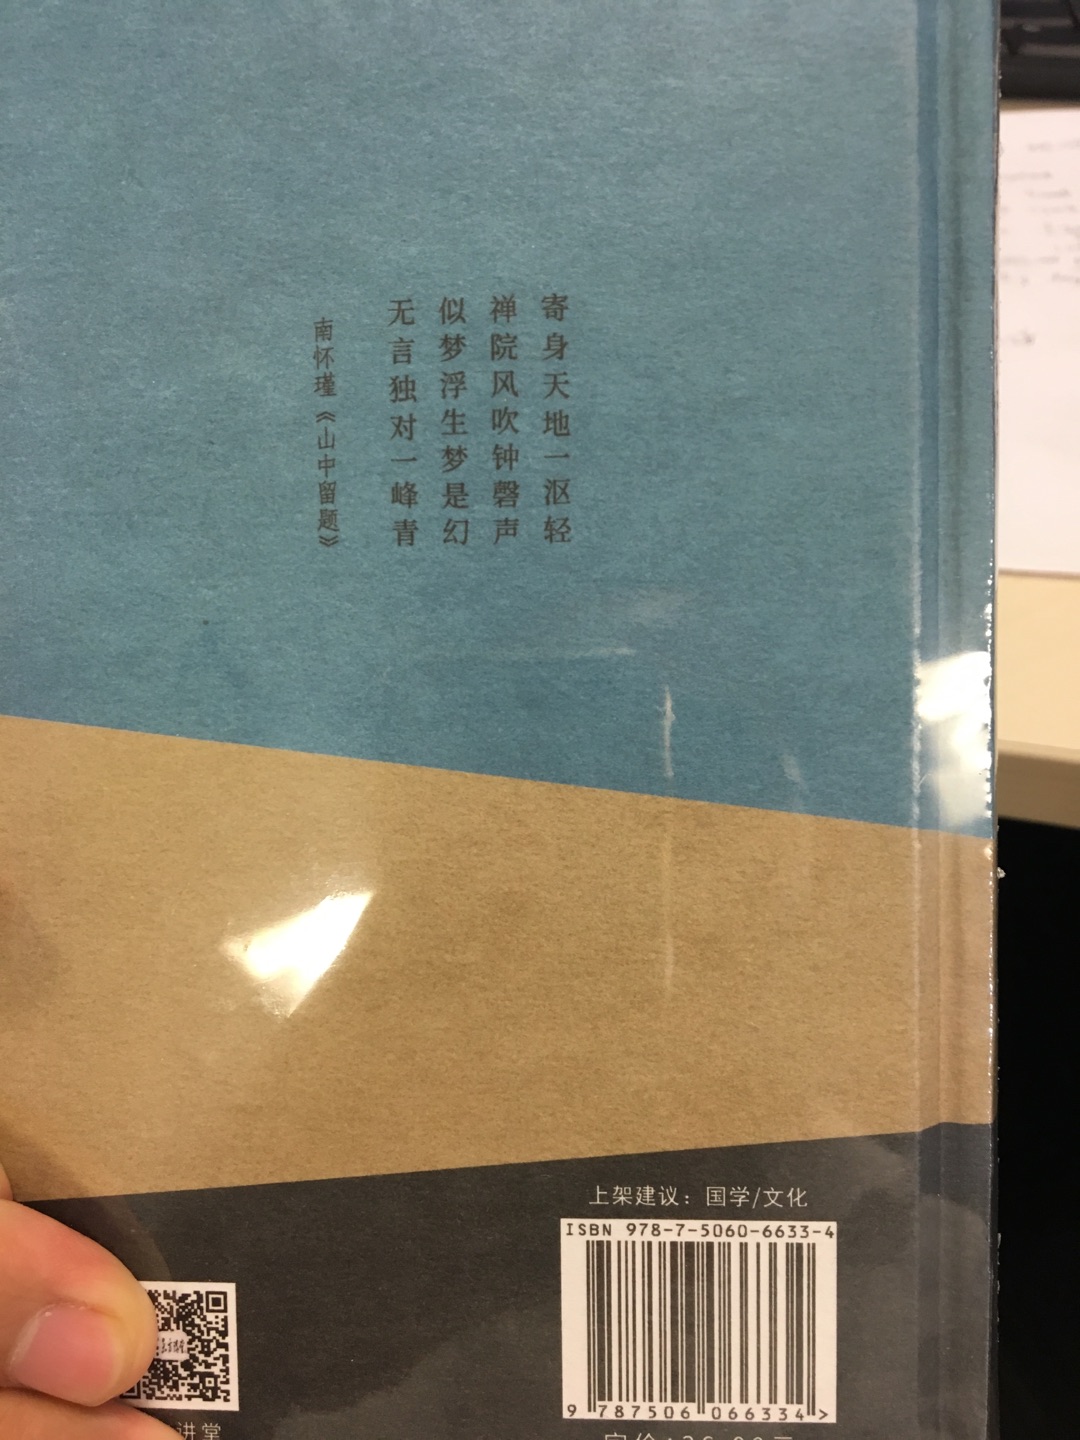 寄身天地一沤轻
禅院风吹钟磬声
似梦浮生梦是幻
无言独对一峰青
南怀瑾《山中留题》
上架建议：国学/文化
ISBN 978-7-5060-6633-4
9 787506 066334 >
讲堂